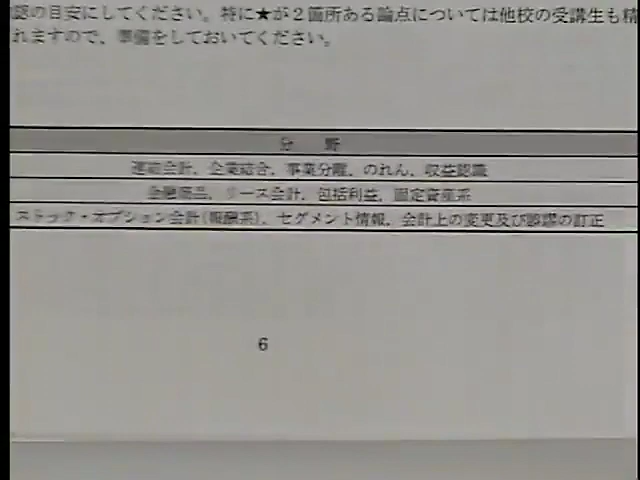 認の目安にしてください。特に★が2箇所ある論点については他校の受講生も精
れますので、準備をしておいてください。
分　野
連結会計、企業結合、事業分離、のれん、収益認識
金融商品、リース会計、包括利益、固定資産系
ストック・オプション会計(報酬系)、セグメント情報、会計上の変更及び誤謬の訂正
6